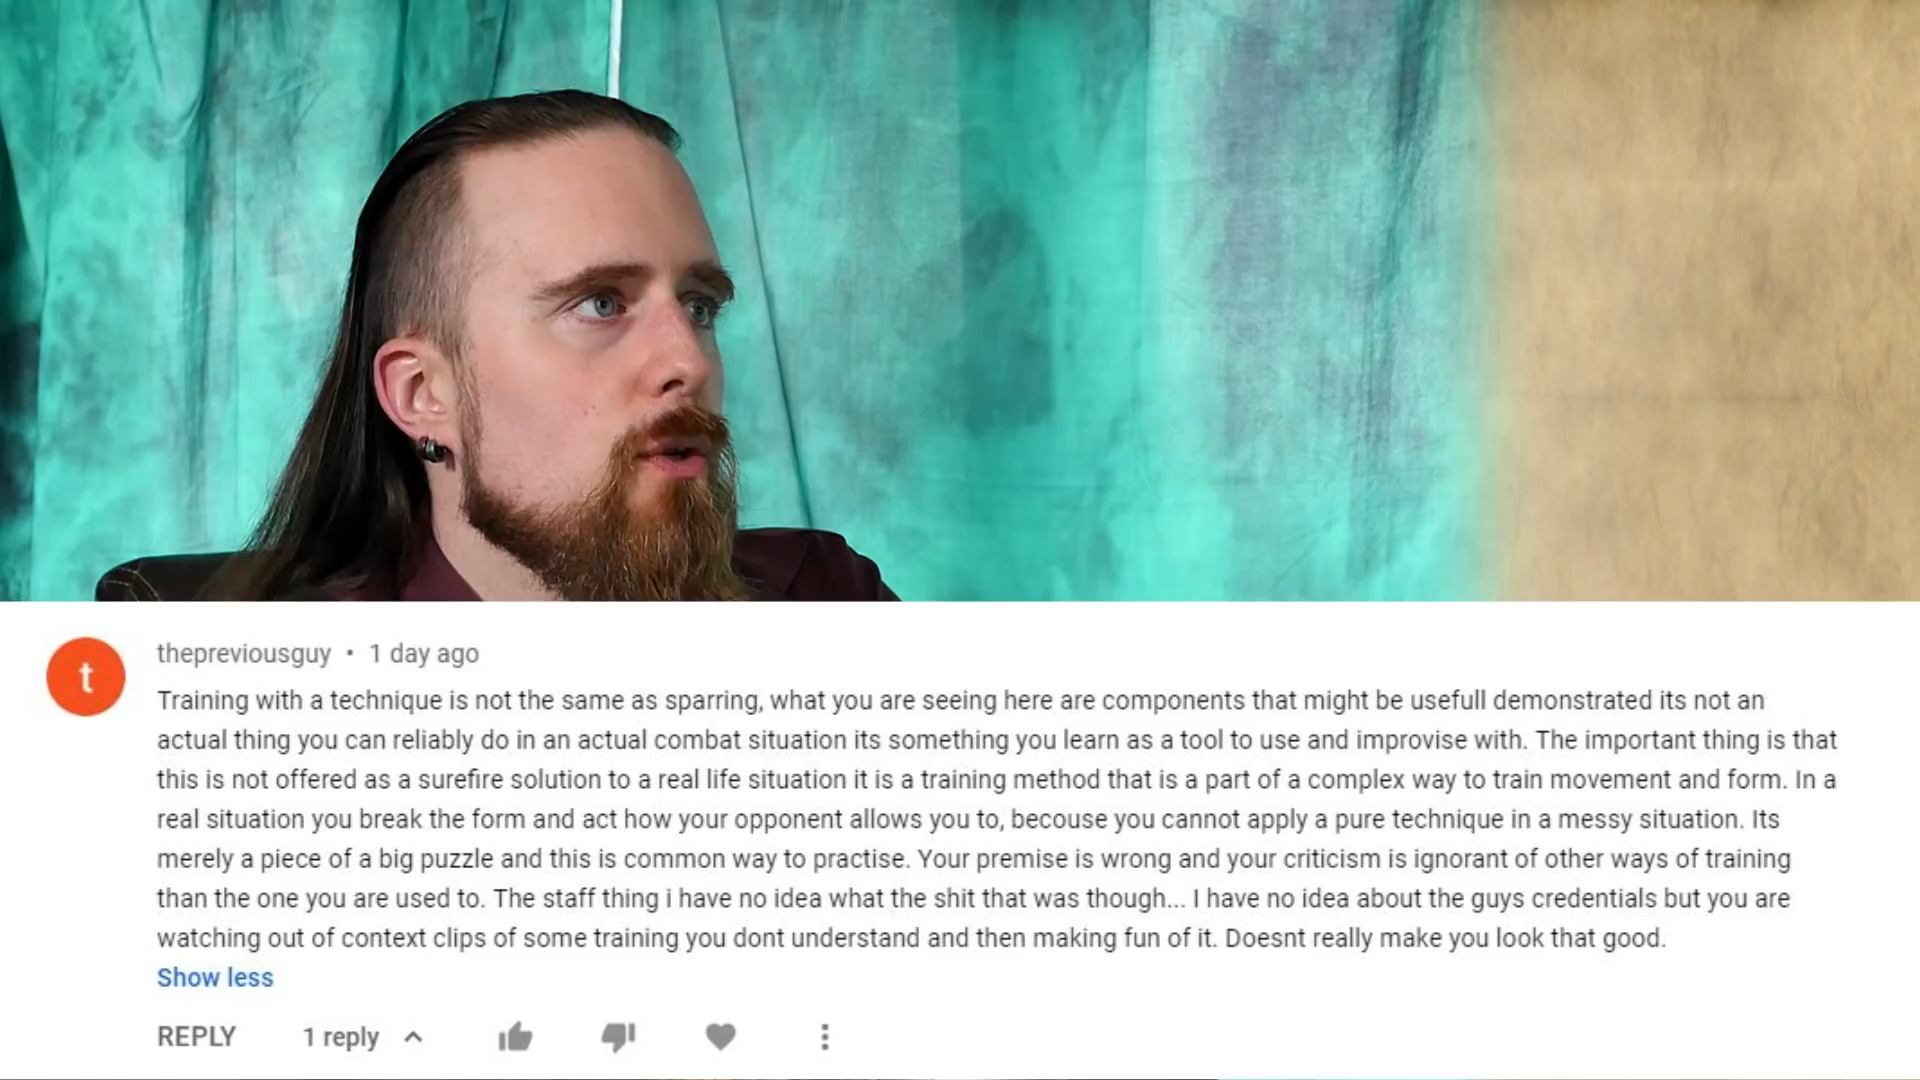 t
thepreviousguy • 1 day ago
Training with a technique is not the same as sparring, what you are seeing here are components that might be usefull demonstrated its not an
actual thing you can reliably do in an actual combat situation its something you learn as a tool to use and improvise with. The important thing is that
this is not offered as a surefire solution to a real life situation it is a training method that is a part of a complex way to train movement and form. In a
real situation you break the form and act how your opponent allows you to, becouse you cannot apply a pure technique in a messy situation. Its
merely a piece of a big puzzle and this is common way to practise. Your premise is wrong and your criticism is ignorant of other ways of training
than the one you are used to. The staff thing i have no idea what the shit that was though... I have no idea about the guys credentials but you are
watching out of context clips of some training you dont understand and then making fun of it. Doesnt really make you look that good.
Show less
REPLY 1 reply